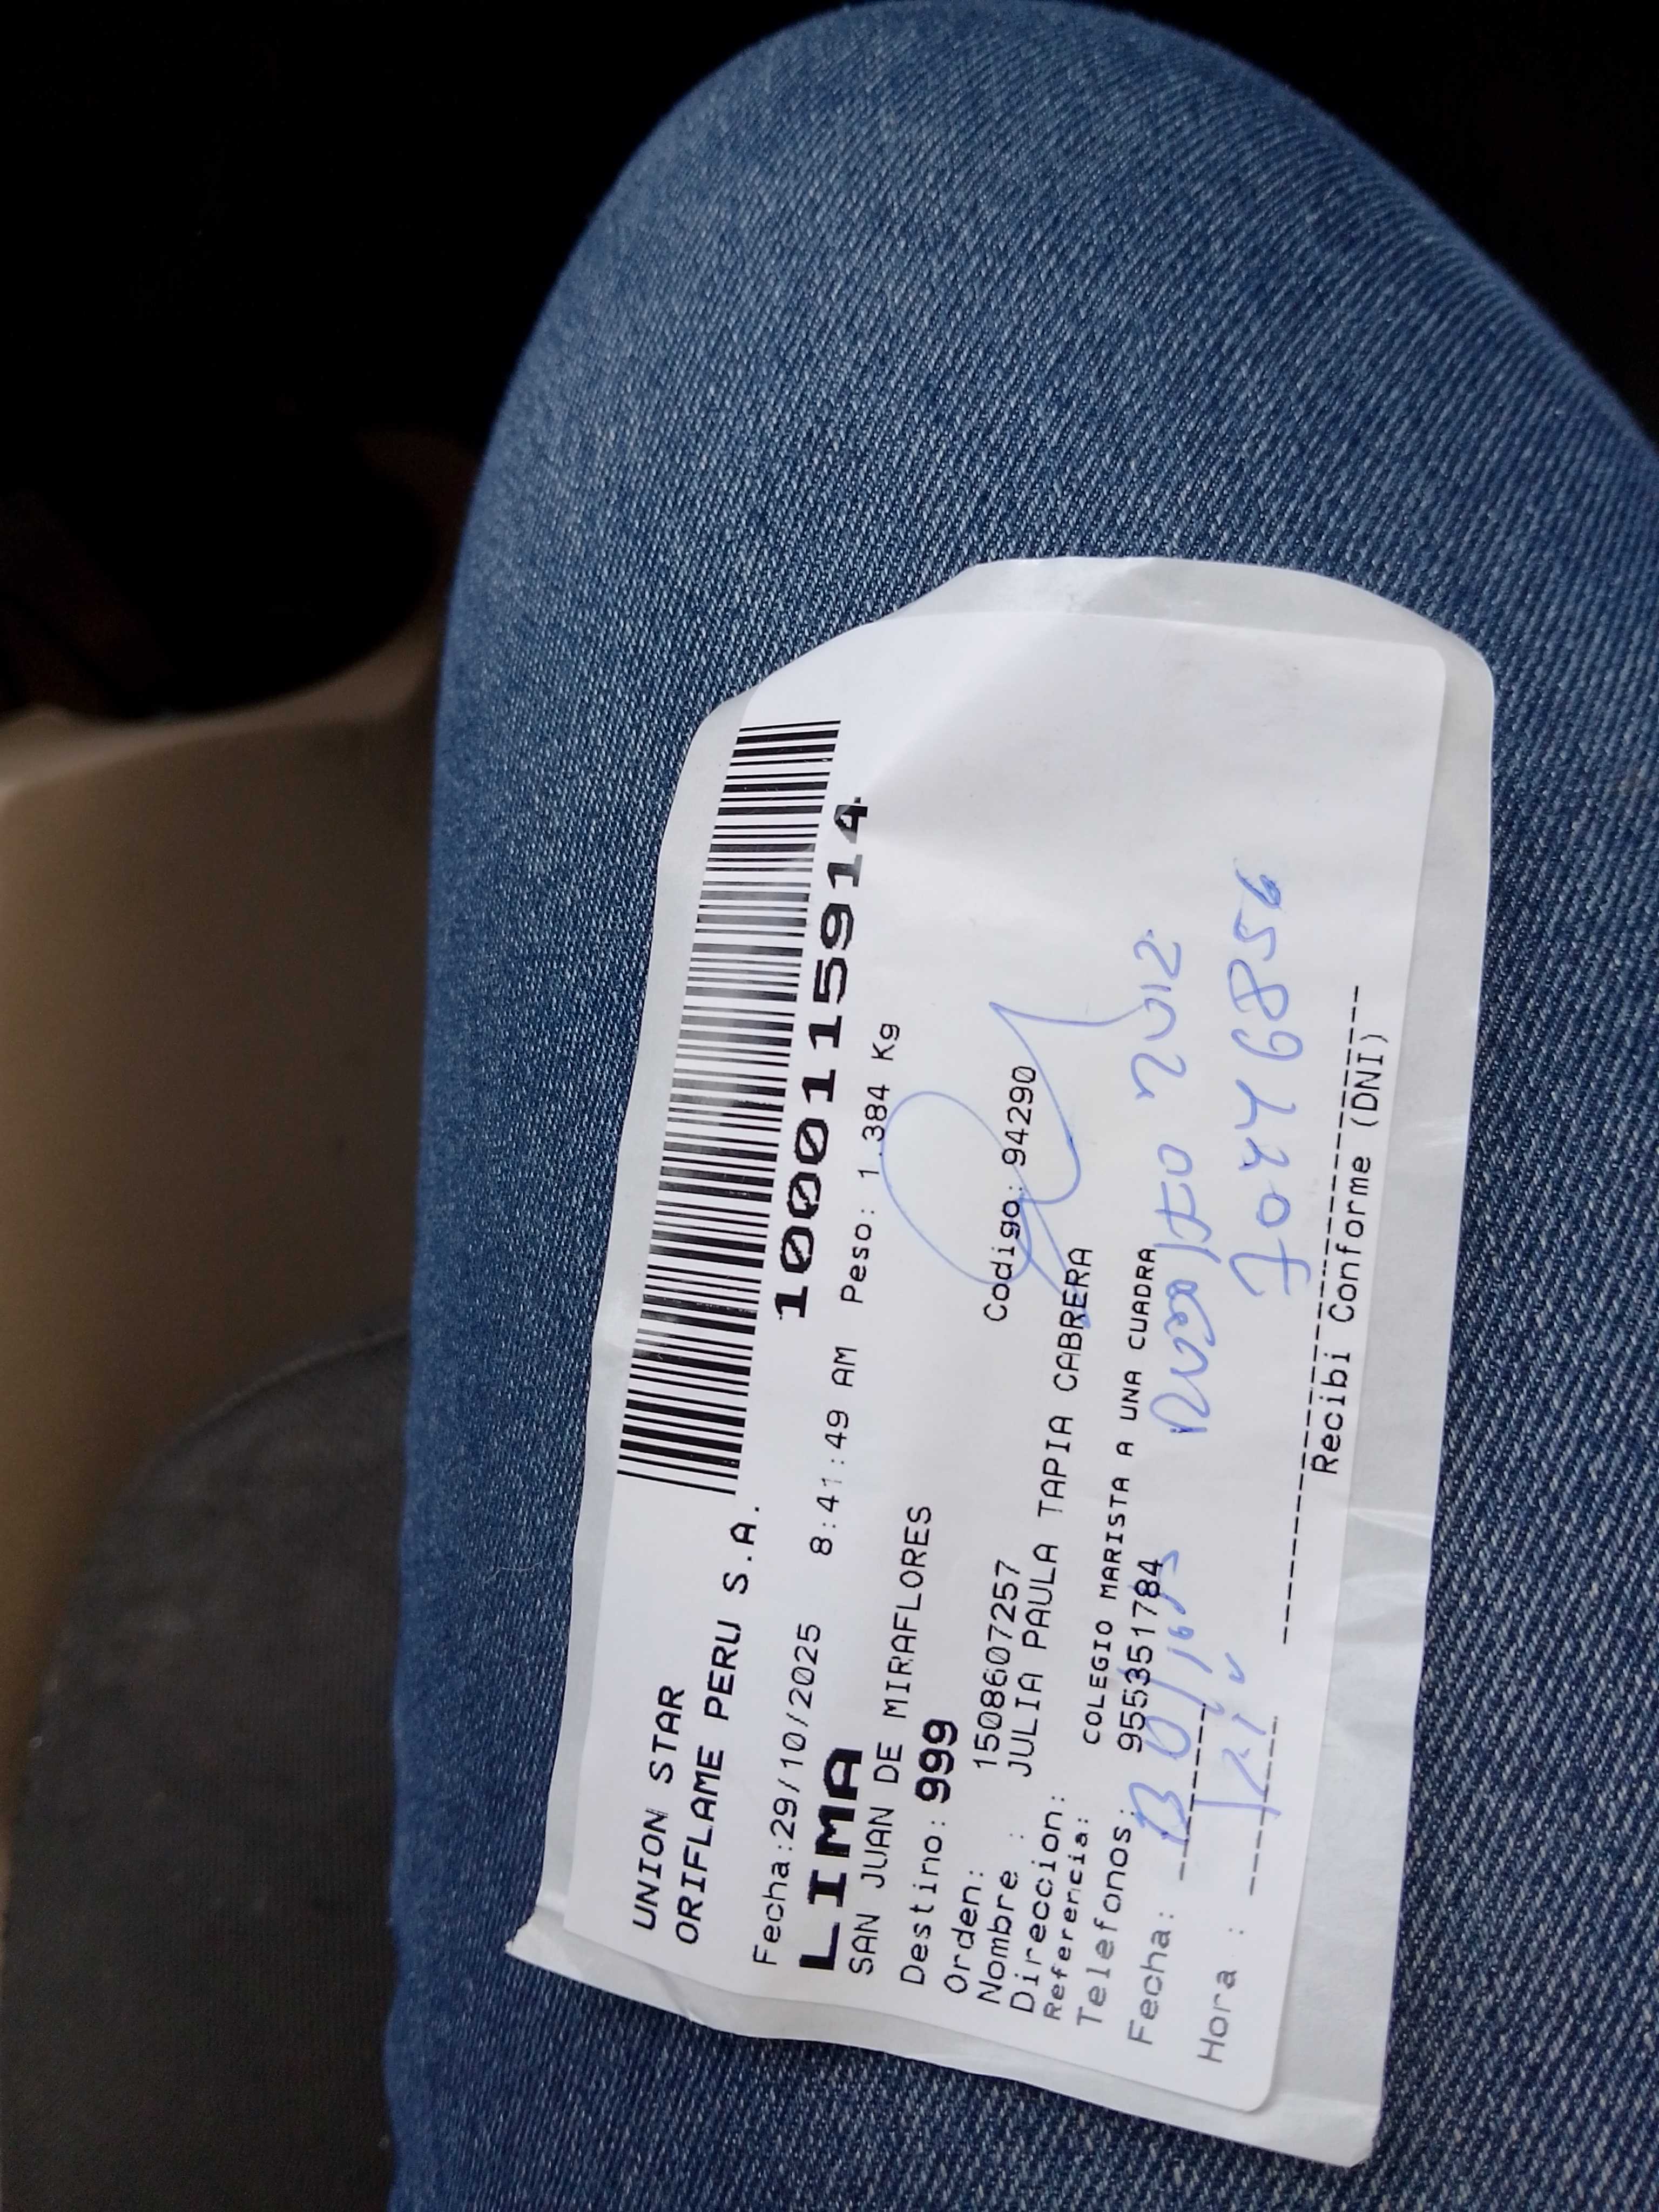 UNION STAR
ORIFLAME PERU S.A.
1000115914
Fecha:29/10/2025 8:41:49 AM Peso: 1.384 Kg
LIMA
SAN JUAN DE MIRAFLORES
Destino: 999
Orden: 1508607257 Codigo: 94290
Nombre : JULIA PAULA TAPIA CABRERA
Direccion:
Referencia: COLEGIO MARISTA A UNA CUADRA
Telefonos: 955351784
Fecha:
Hora :
Recibi Conforme (DNI)